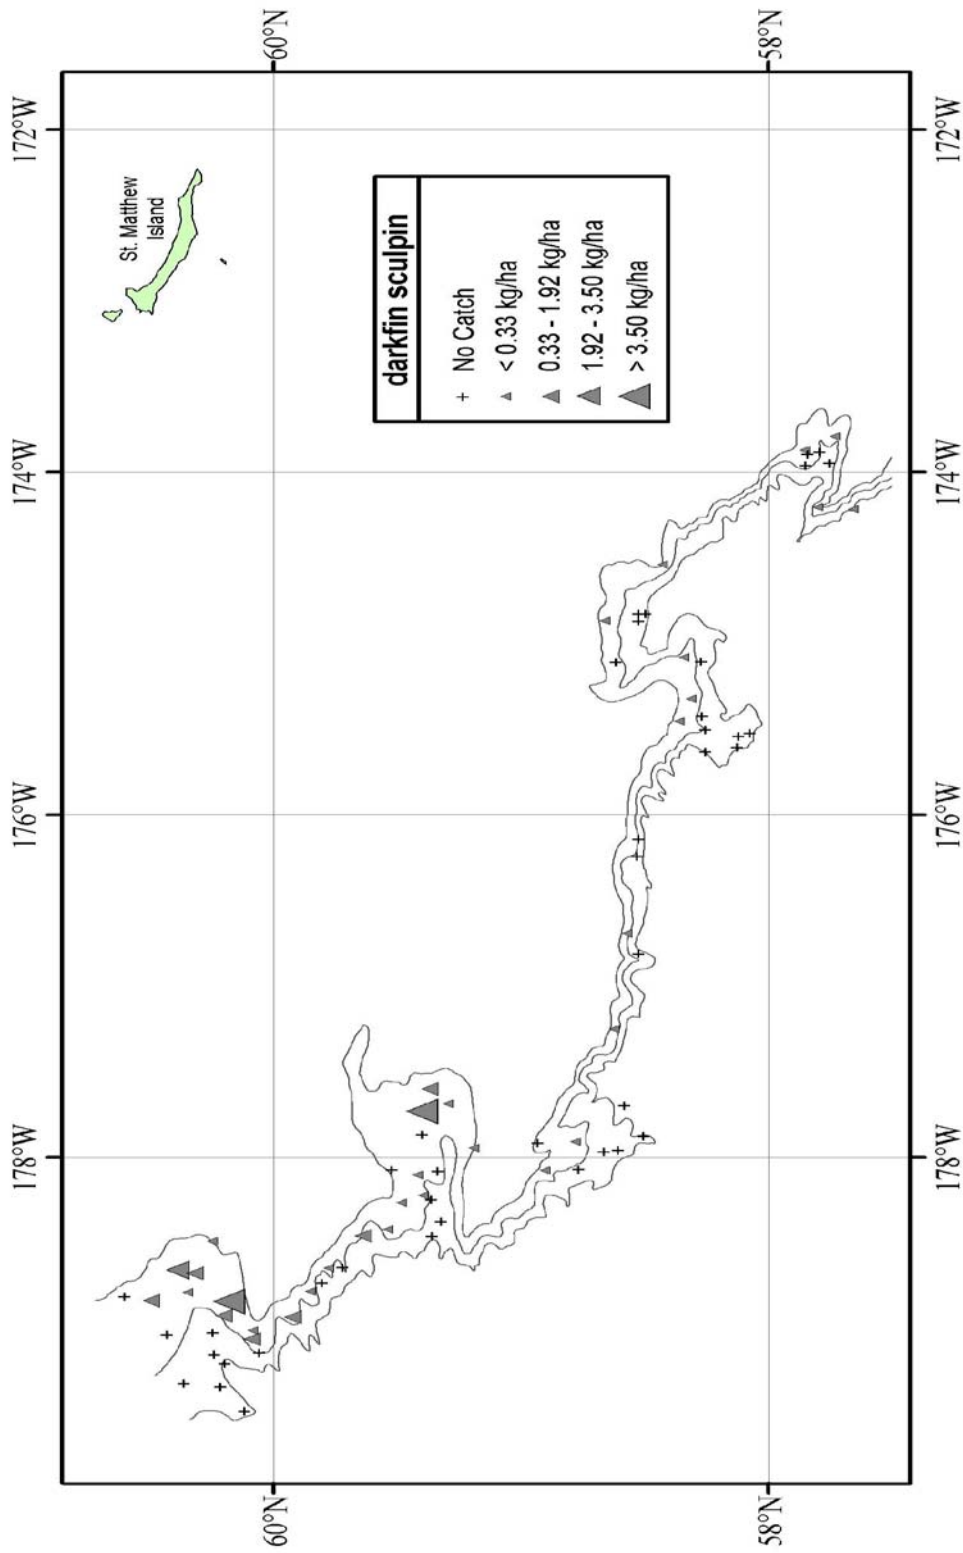 60°N
58°N
172°W
172°W
St. Matthew
Island
darkfin sculpin
No Catch
< 0.33 kg/ha
0.33 - 1.92 kg/ha
1.92 - 3.50 kg/ha
> 3.50 kg/ha
174°W
174°W
176°W
176°W
178°W
178°W
60°N
58°N